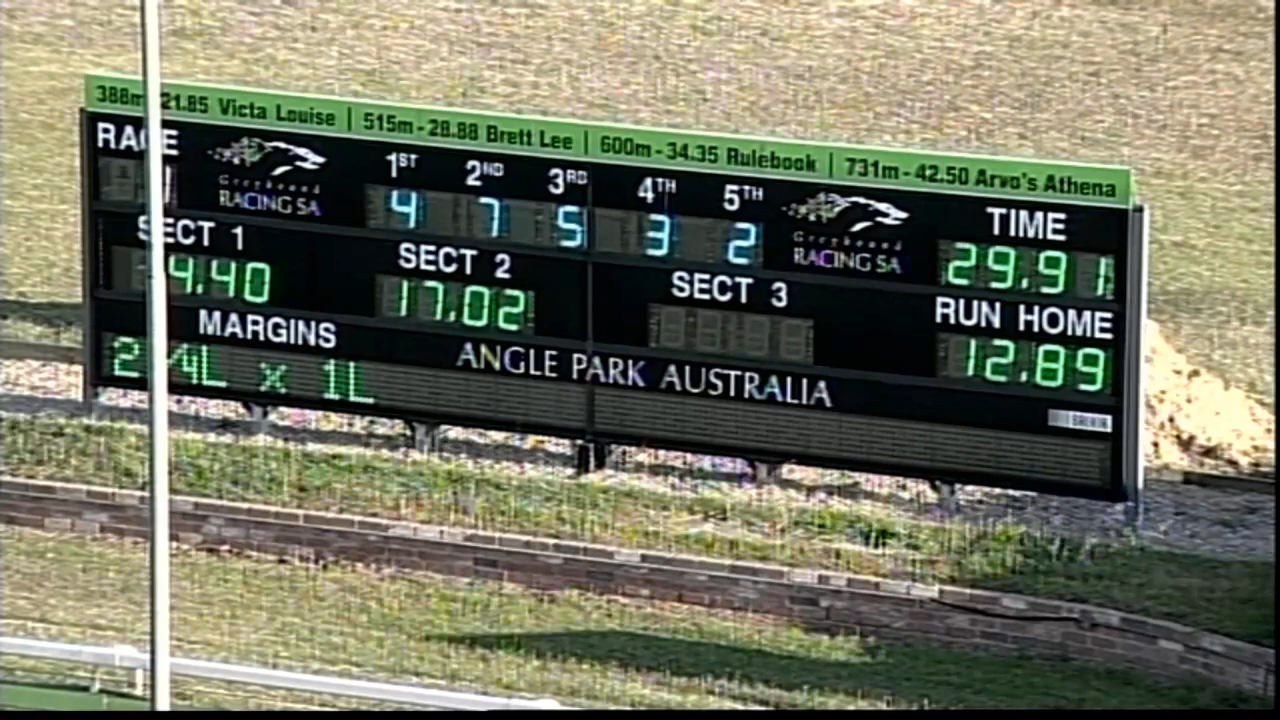 388m 21.85 Victa Louise | 515m - 28.88 Brett Lee | 600m - 34.35 Rulebook | 731m - 42.50 Arvo's Athena
RACE 1ST 2ND 3RD 4TH 5TH TIME
1 Greyhound RACING SA 4 7 5 3 2 Greyhound RACING SA 29.91
SECT 1 SECT 2 SECT 3 RUN HOME
4.40 17.02 12.89
MARGINS ANGLE PARK AUSTRALIA
2 4L x 1L